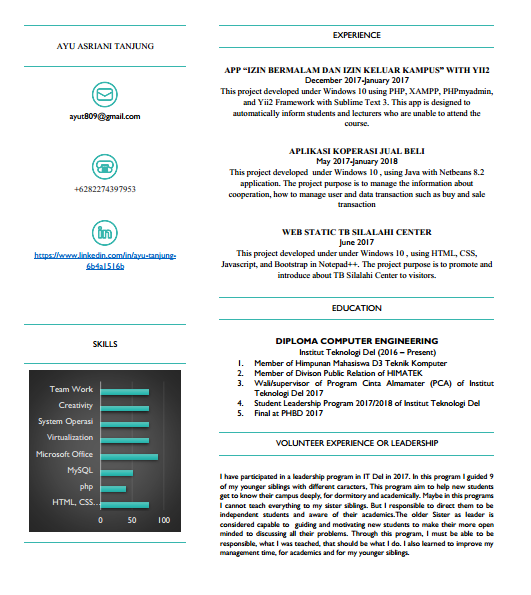 AYU ASRIANI TANJUNG
ayut809@gmail.com
+6282274397953
https://www.linkedin.com/in/ayu-tanjung-
6b4a1516b
SKILLS
Team Work
Creativity
System Operasi
Virtualization
Microsoft Office
MySQL
php
HTML, CSS...
0 50 100
EXPERIENCE
APP “IZIN BERMALAM DAN IZIN KELUAR KAMPUS” WITH YII2
December 2017-January 2017
This project developed under Windows 10 using PHP, XAMPP, PHPmyadmin,
and Yii2 Framework with Sublime Text 3. This app is designed to
automatically inform students and lecturers who are unable to attend the
course.
APLIKASI KOPERASI JUAL BELI
May 2017-January 2018
This project developed under Windows 10 , using Java with Netbeans 8.2
application. The project purpose is to manage the information about
cooperation, how to manage user and data transaction such as buy and sale
transaction
WEB STATIC TB SILALAHI CENTER
June 2017
This project developed under under Windows 10 , using HTML, CSS,
Javascript, and Bootstrap in Notepad++. The project purpose is to promote and
introduce about TB Silalahi Center to visitors.
EDUCATION
DIPLOMA COMPUTER ENGINEERING
Institut Teknologi Del (2016 – Present)
1. Member of Himpunan Mahasiswa D3 Teknik Komputer
2. Member of Divison Public Relation of HIMATEK
3. Wali/supervisor of Program Cinta Almamater (PCA) of Institut
Teknologi Del 2017
4. Student Leadership Program 2017/2018 of Institut Teknologi Del
5. Final at PHBD 2017
VOLUNTEER EXPERIENCE OR LEADERSHIP
I have participated in a leadership program in IT Del in 2017. In this program I guided 9
of my younger siblings with different caracters, This program aim to help new students
get to know their campus deeply, for dormitory and academically. Maybe in this programs
I cannot teach everything to my sister siblings. But I responsible to direct them to be
independent students and aware of their academics.The older Sister as leader is
considered capable to guiding and motivating new students to make their more open
minded to discussing all their problems. Through this program, I must be able to be
responsible, what I was teached, that should be what I do. I also learned to improve my
management time, for academics and for my younger siblings.